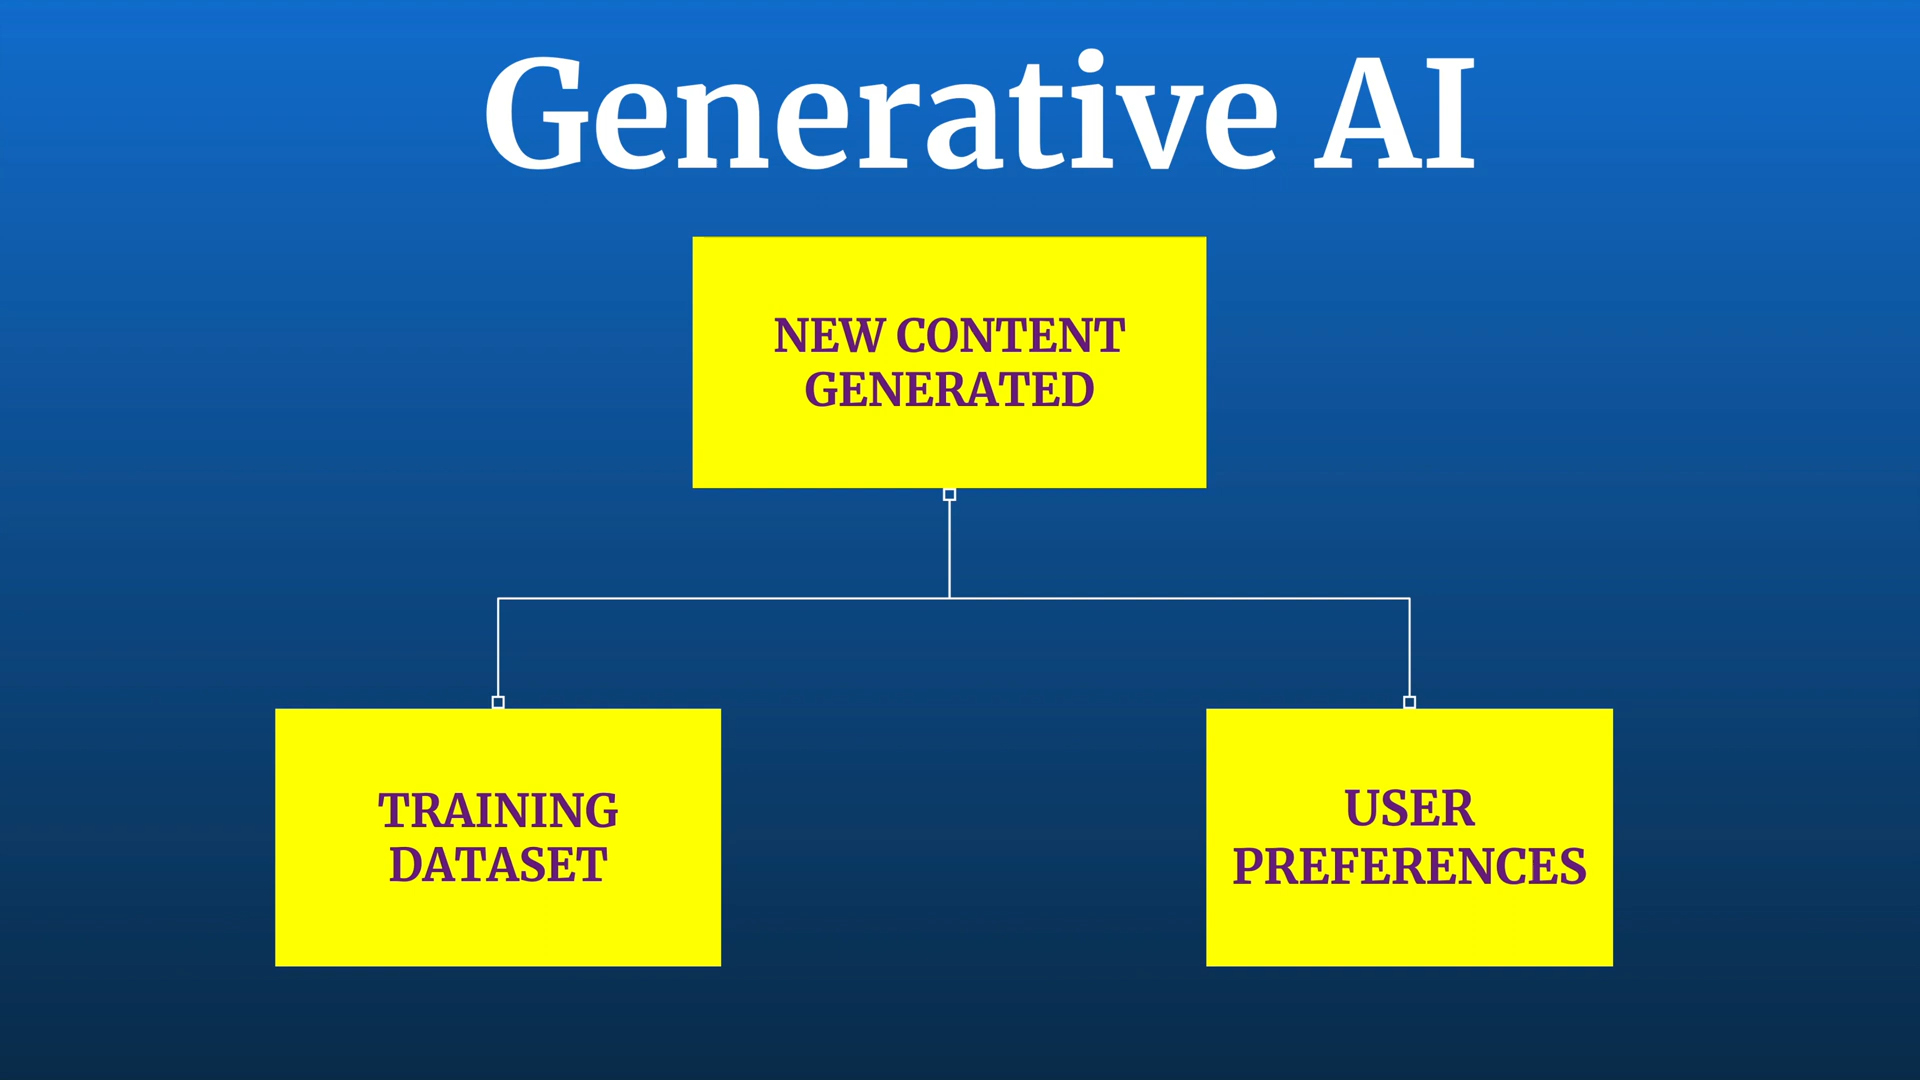 Generative AI
NEW CONTENT
GENERATED
TRAINING
DATASET
USER
PREFERENCES